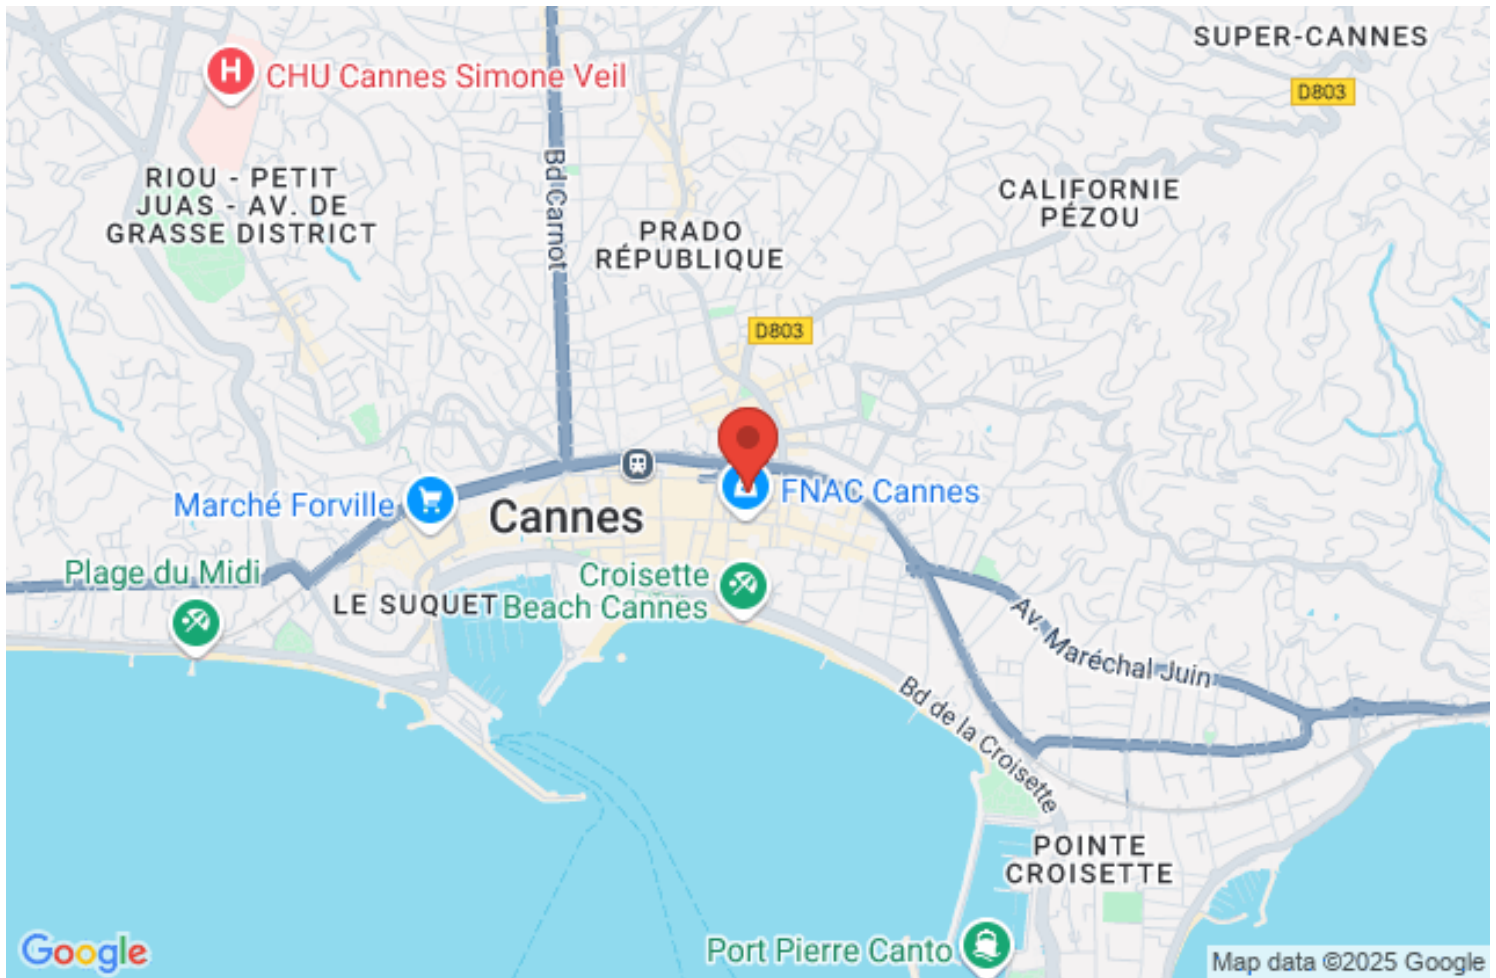 SUPER-CANNES
D803
H
CHU Cannes Simone Veil
Bd Carnot
RIOU - PETIT
JUAS - AV. DE
GRASSE DISTRICT
CALIFORNIE
PÉZOU
PRADO
RÉPUBLIQUE
D803
Marché Forville
Cannes
FNAC Cannes
Plage du Midi
Croisette
Beach Cannes
LE SUQUET
Av. Maréchal Juin
Bd de la Croisette
POINTE
CROISETTE
Port Pierre Canto
Google
Map data ©2025 Google